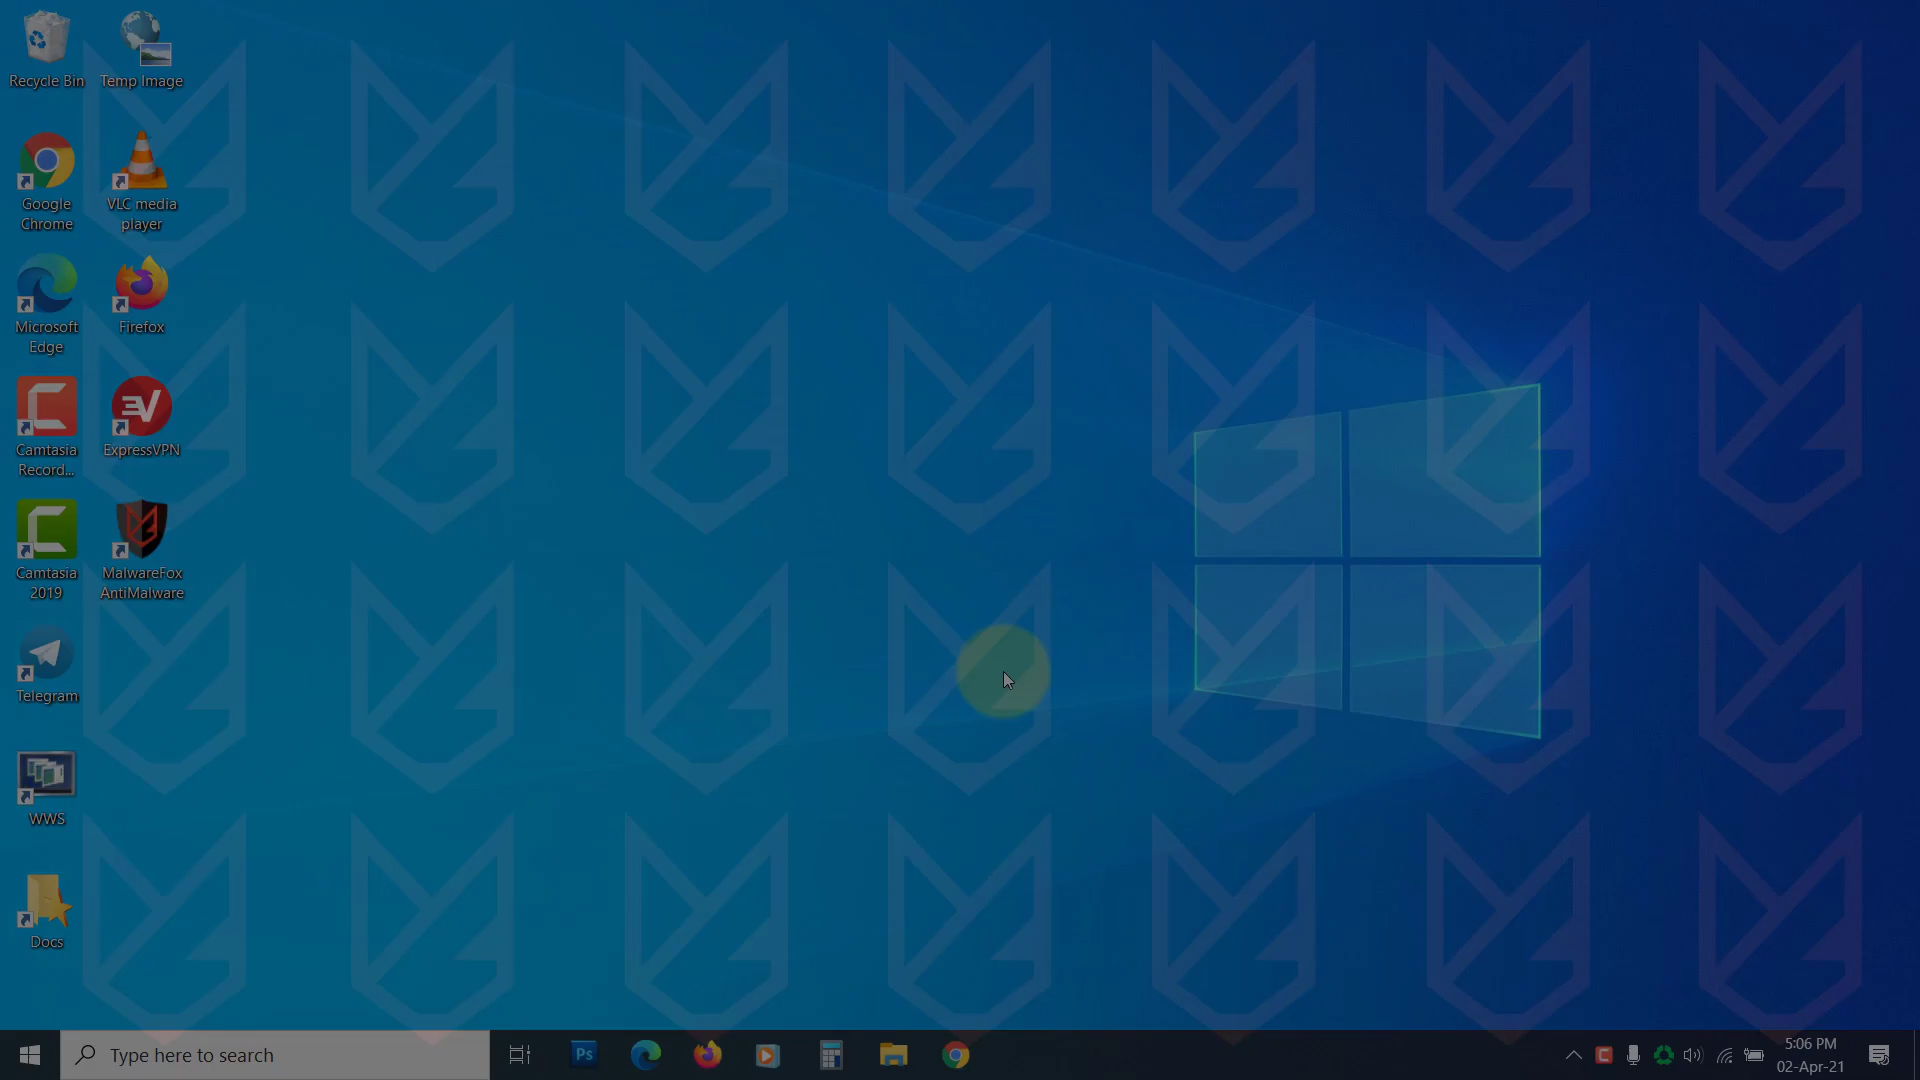 Recycle Bin
Temp Image
Google
Chrome
VLC media
player
Microsoft
Edge
Firefox
Camtasia
Record...
ExpressVPN
Camtasia
2019
MalwareFox
AntiMalware
Telegram
WWS
Docs
Type here to search
Ps
5:06 PM
02-Apr-21